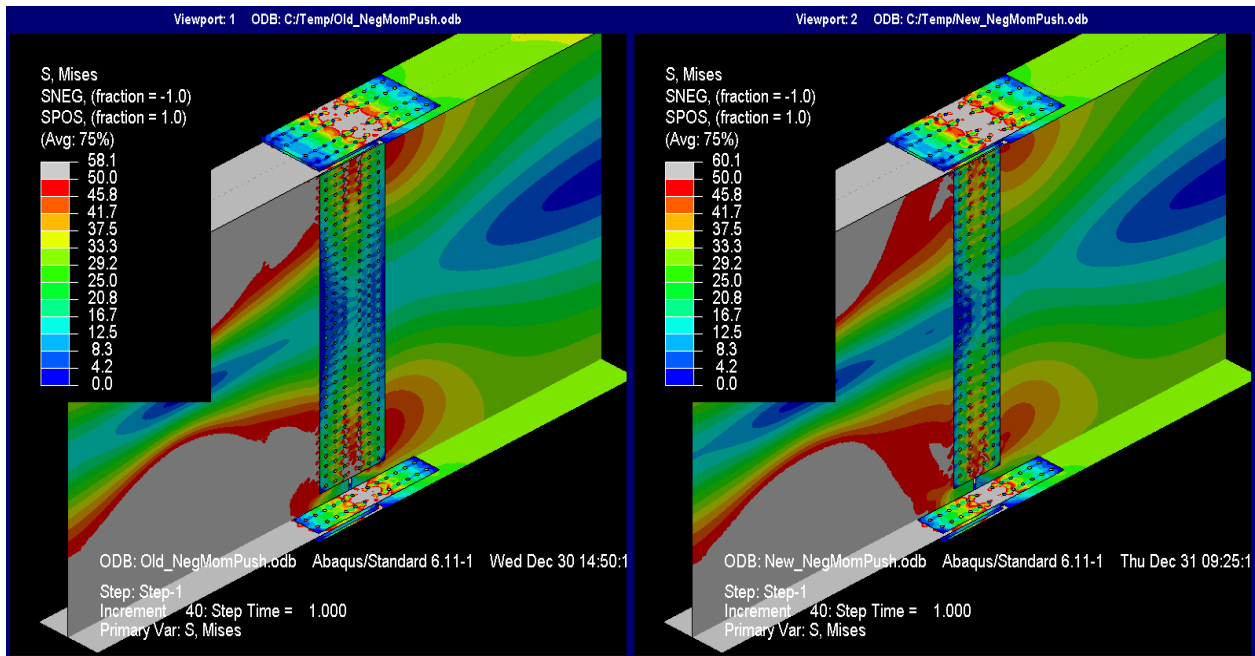 Viewport: 1 ODB: C:/Temp/Old_NegMomPush.odb
S, Mises
SNEG, (fraction = -1.0)
SPOS, (fraction = 1.0)
(Avg: 75%)
58.1
50.0
45.8
41.7
37.5
33.3
29.2
25.0
20.8
16.7
12.5
8.3
4.2
0.0
ODB: Old_NegMomPush.odb Abaqus/Standard 6.11-1 Wed Dec 30 14:50:1
Step: Step-1
Increment 40: Step Time = 1.000
Primary Var: S, Mises
Viewport: 2 ODB: C:/Temp/New_NegMomPush.odb
S, Mises
SNEG, (fraction = -1.0)
SPOS, (fraction = 1.0)
(Avg: 75%)
60.1
50.0
45.8
41.7
37.5
33.3
29.2
25.0
20.8
16.7
12.5
8.3
4.2
0.0
ODB: New_NegMomPush.odb Abaqus/Standard 6.11-1 Thu Dec 31 09:25:1
Step: Step-1
Increment 40: Step Time = 1.000
Primary Var: S, Mises